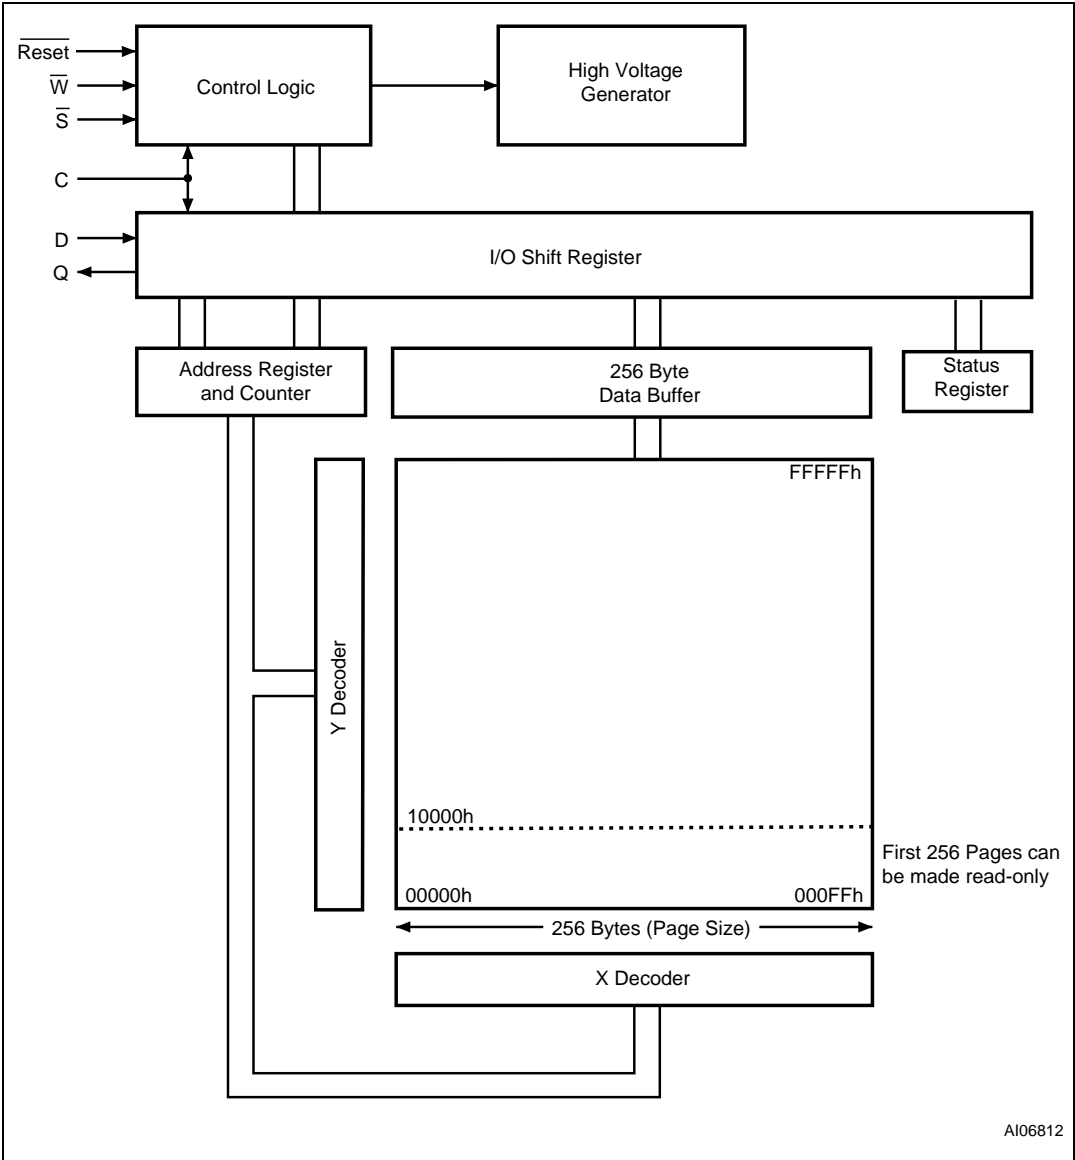 Reset
W
S
C
D
Q
Control Logic
High Voltage
Generator
I/O Shift Register
Address Register
and Counter
256 Byte
Data Buffer
Status
Register
FFFFFh
Y Decoder
10000h
00000h
000FFh
First 256 Pages can
be made read-only
256 Bytes (Page Size)
X Decoder
AI06812